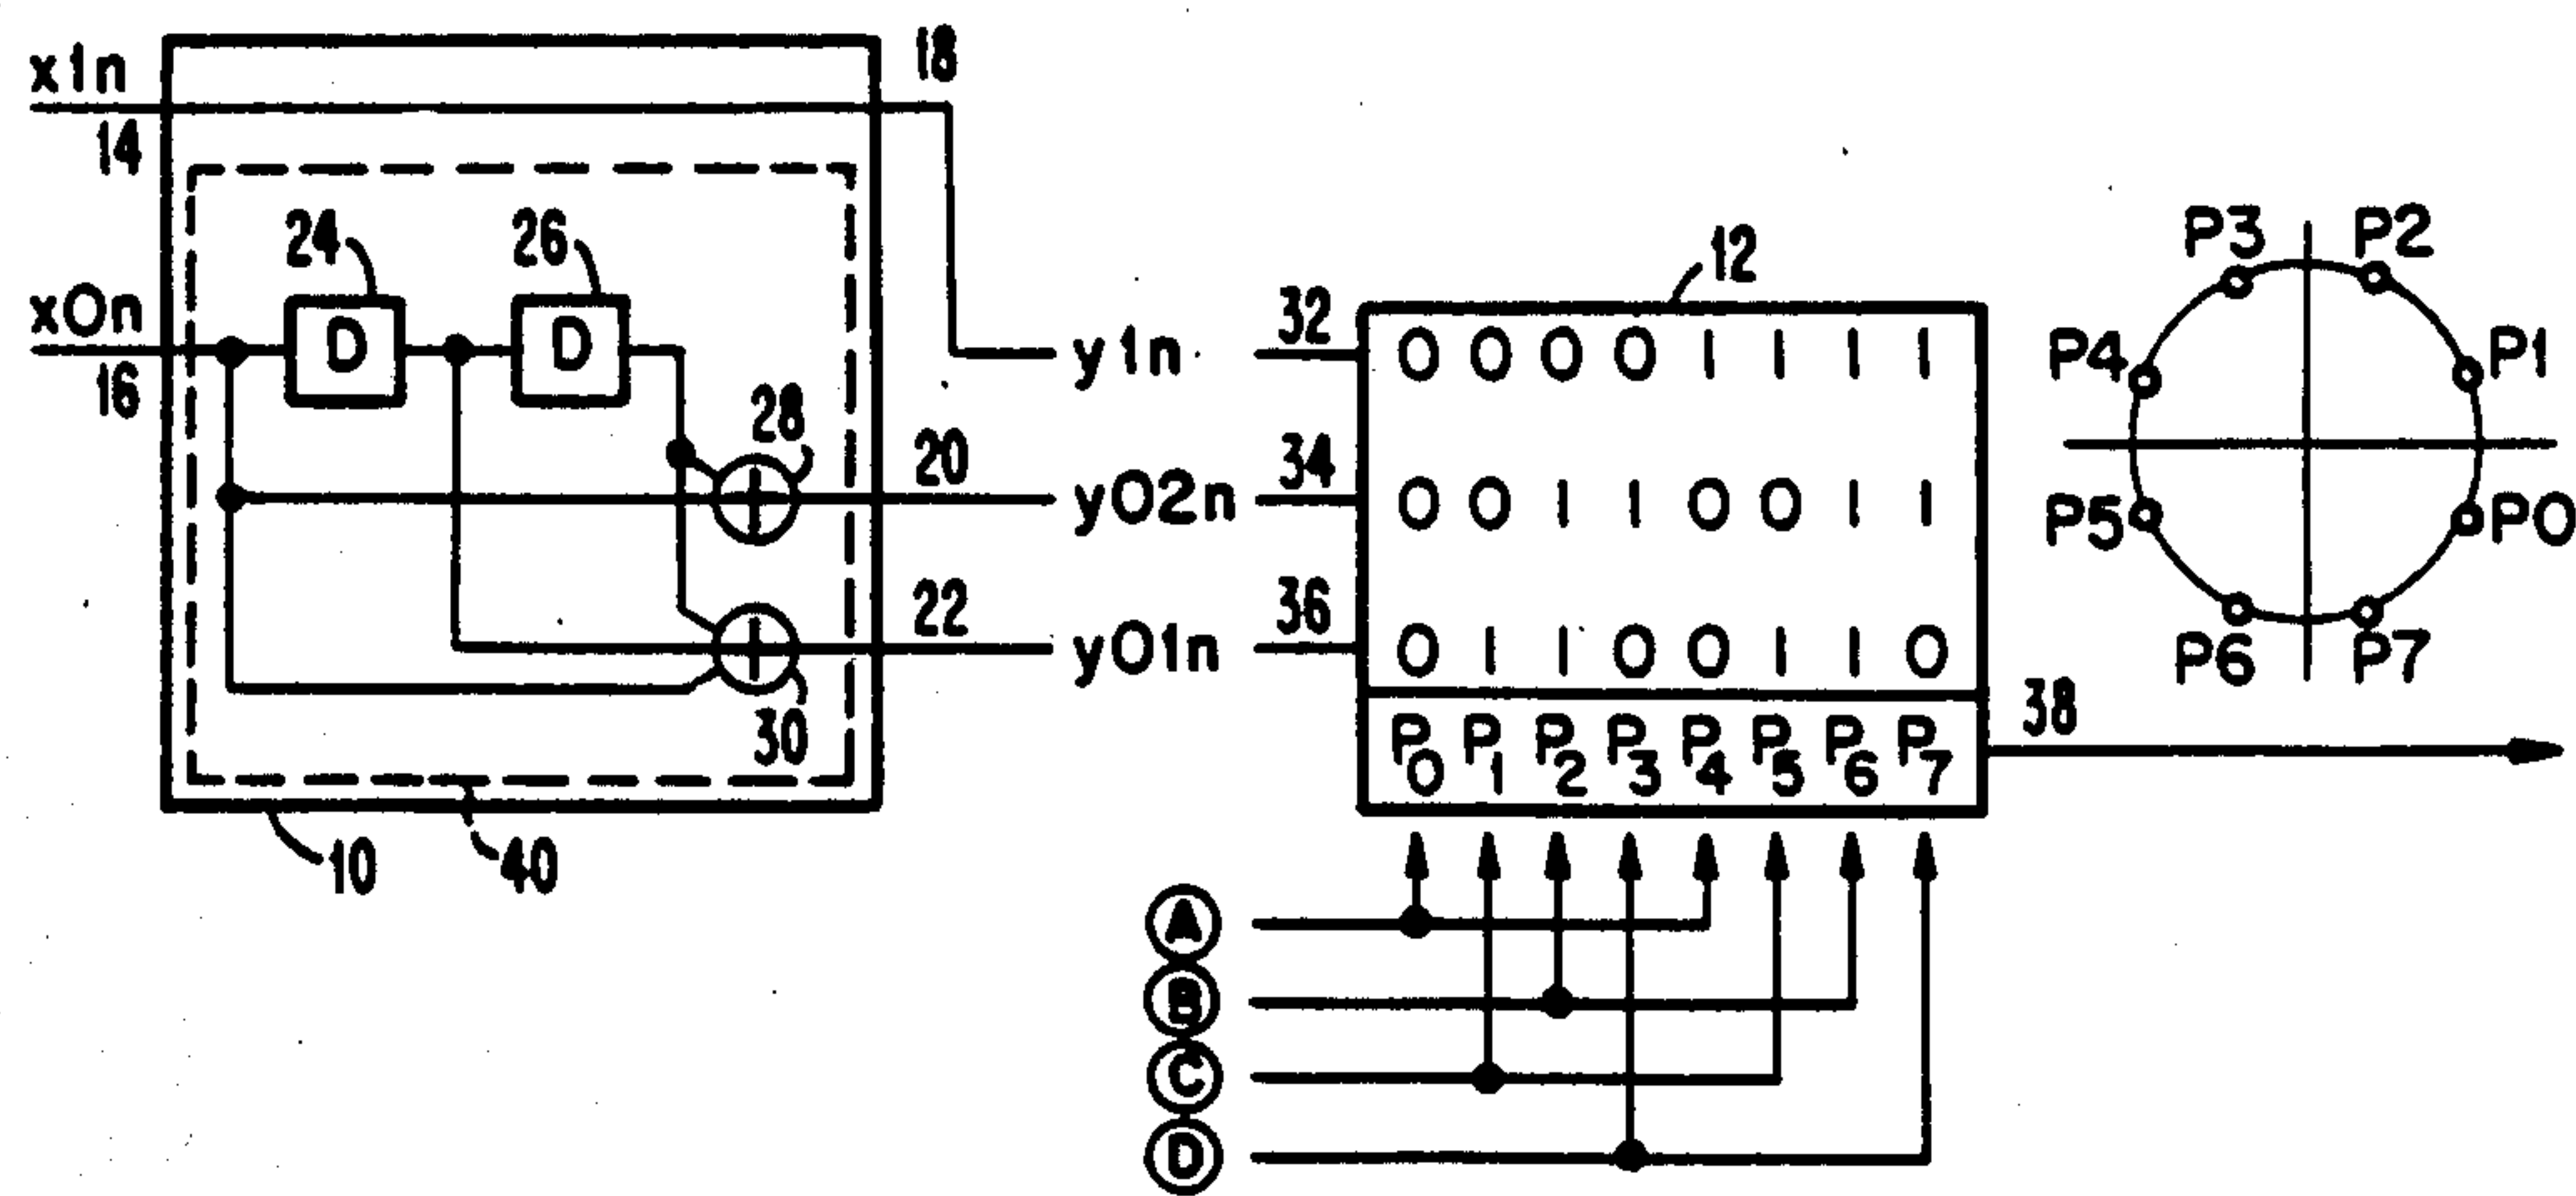 x1n
14
18
24
26
x0n
16
D
D
28
20
22
30
10
40
y1n
y02n
y01n
32
34
36
12
0 0 0 0 1 1 1 1
0 0 1 1 0 0 1 1
0 1 1 0 0 1 1 0
P0 P1 P2 P3 P4 P5 P6 P7
38
A
B
C
D
P3
P2
P4
P1
P5
P0
P6
P7